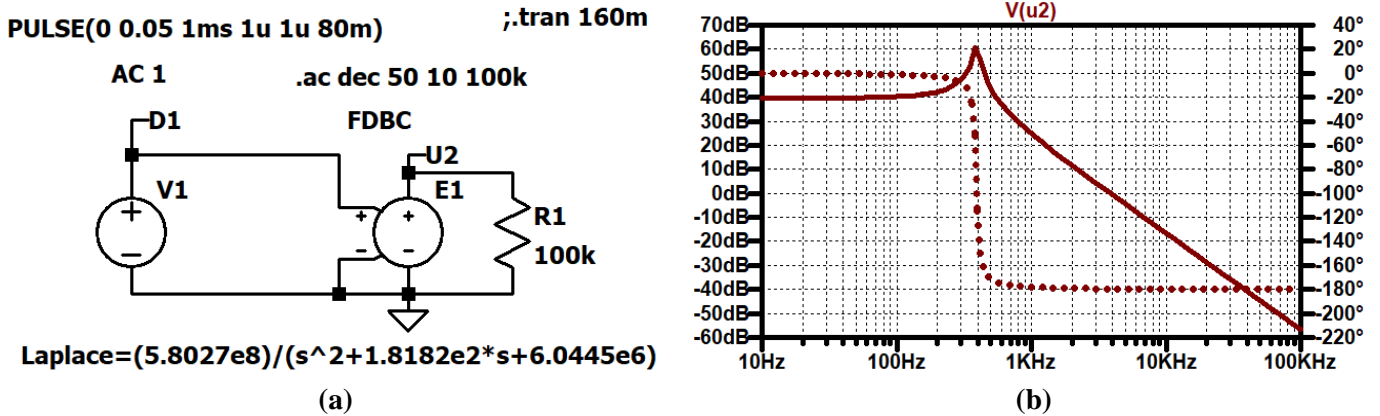 PULSE(0 0.05 1ms 1u 1u 80m)
;.tran 160m
AC 1
.ac dec 50 10 100k
D1
FDBC
U2
V1
E1
R1
100k
Laplace=(5.8027e8)/(s^2+1.8182e2*s+6.0445e6)
(a)
V(u2)
70dB
60dB
50dB
40dB
30dB
20dB
10dB
0dB
-10dB
-20dB
-30dB
-40dB
-50dB
-60dB
40°
20°
0°
-20°
-40°
-60°
-80°
-100°
-120°
-140°
-160°
-180°
-200°
-220°
10Hz
100Hz
1KHz
10KHz
100KHz
(b)